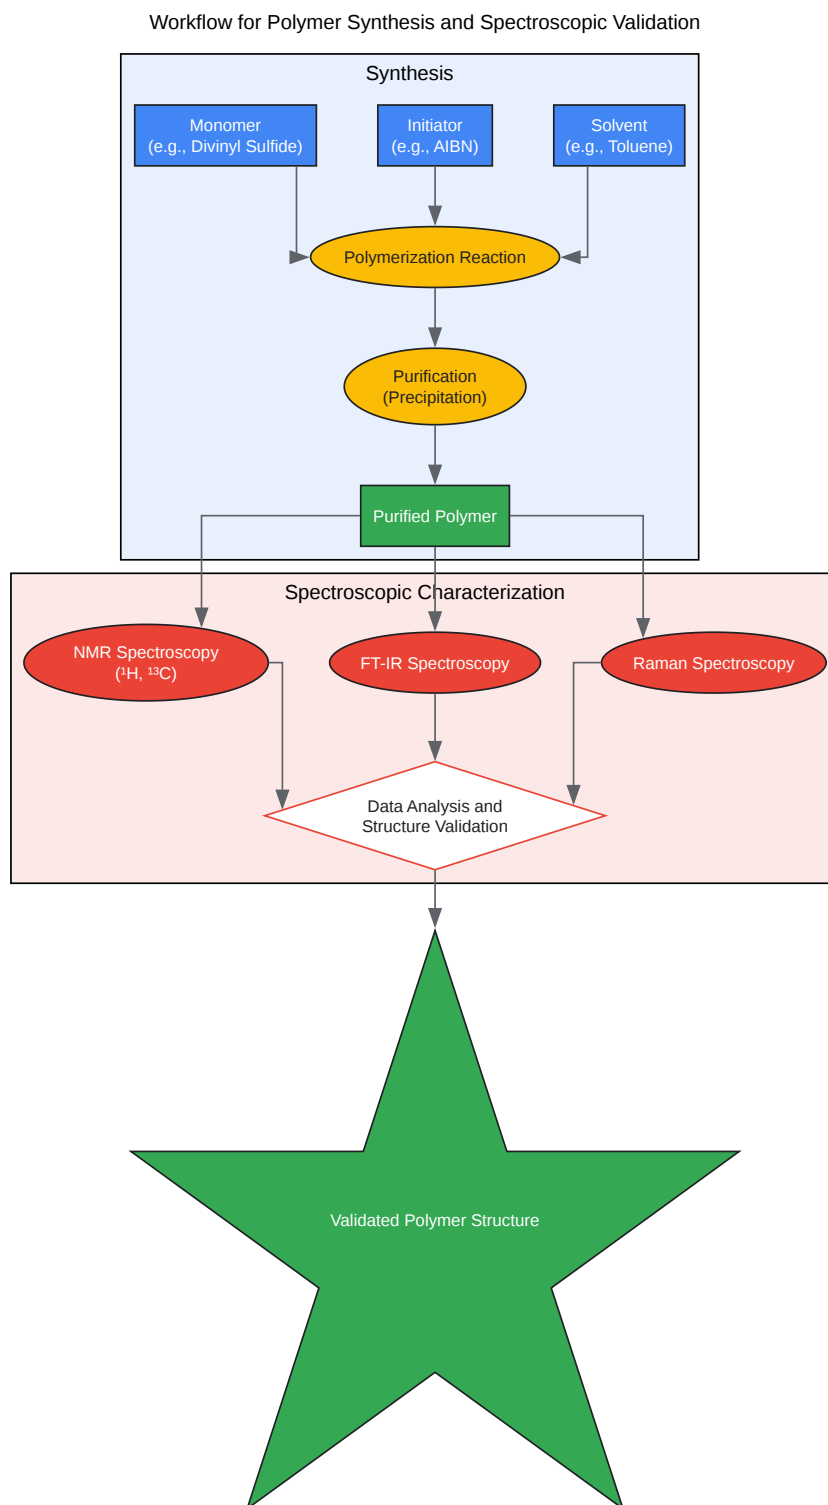 Workflow for Polymer Synthesis and Spectroscopic Validation
Synthesis
Monomer
(e.g., Divinyl Sulfide)
Initiator
(e.g., AIBN)
Solvent
(e.g., Toluene)
Polymerization Reaction
Purification
(Precipitation)
Purified Polymer
Spectroscopic Characterization
NMR Spectroscopy
(¹H, ¹³C)
FT-IR Spectroscopy
Raman Spectroscopy
Data Analysis and
Structure Validation
Validated Polymer Structure